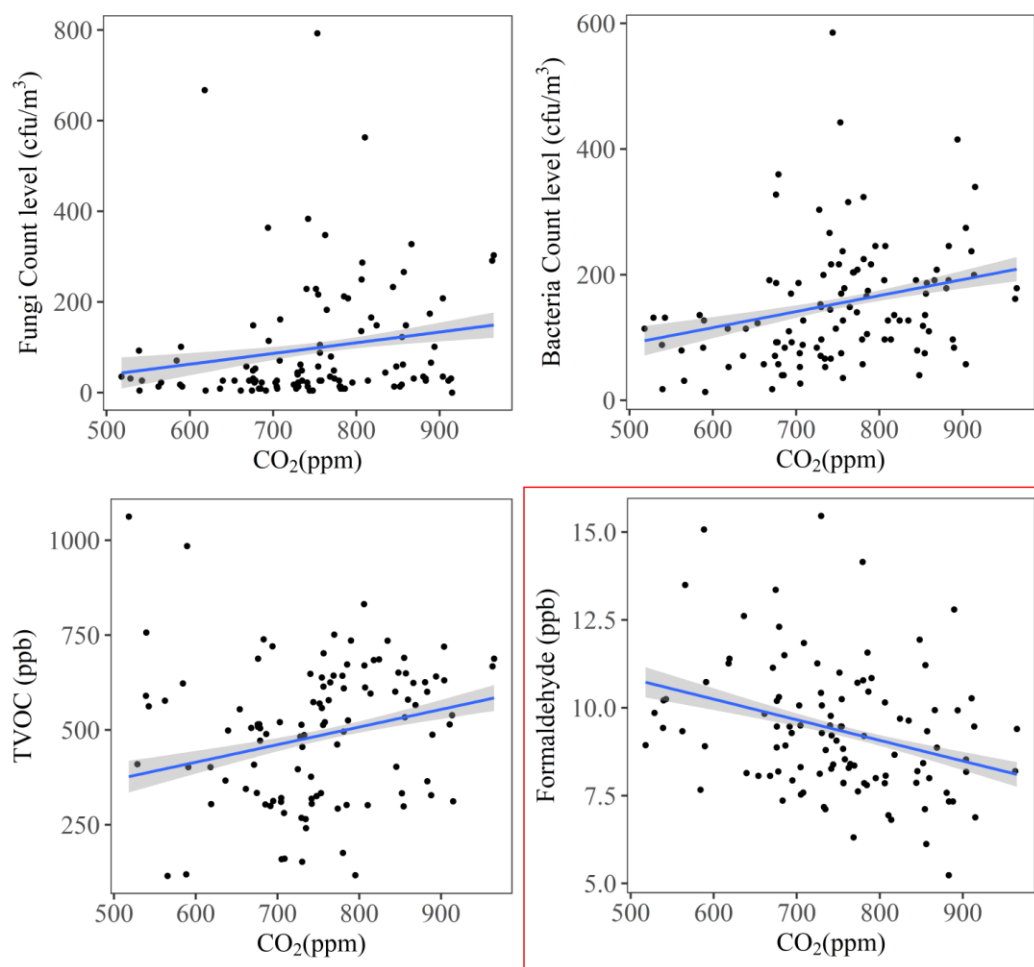 Fungi Count level (cfu/m³)
800
600
400
200
0
500 600 700 800 900
CO₂(ppm)
Bacteria Count level (cfu/m³)
600
400
200
0
500 600 700 800 900
CO₂(ppm)
TVOC (ppb)
1000
750
500
250
500 600 700 800 900
CO₂(ppm)
Formaldehyde (ppb)
15.0
12.5
10.0
7.5
5.0
500 600 700 800 900
CO₂(ppm)